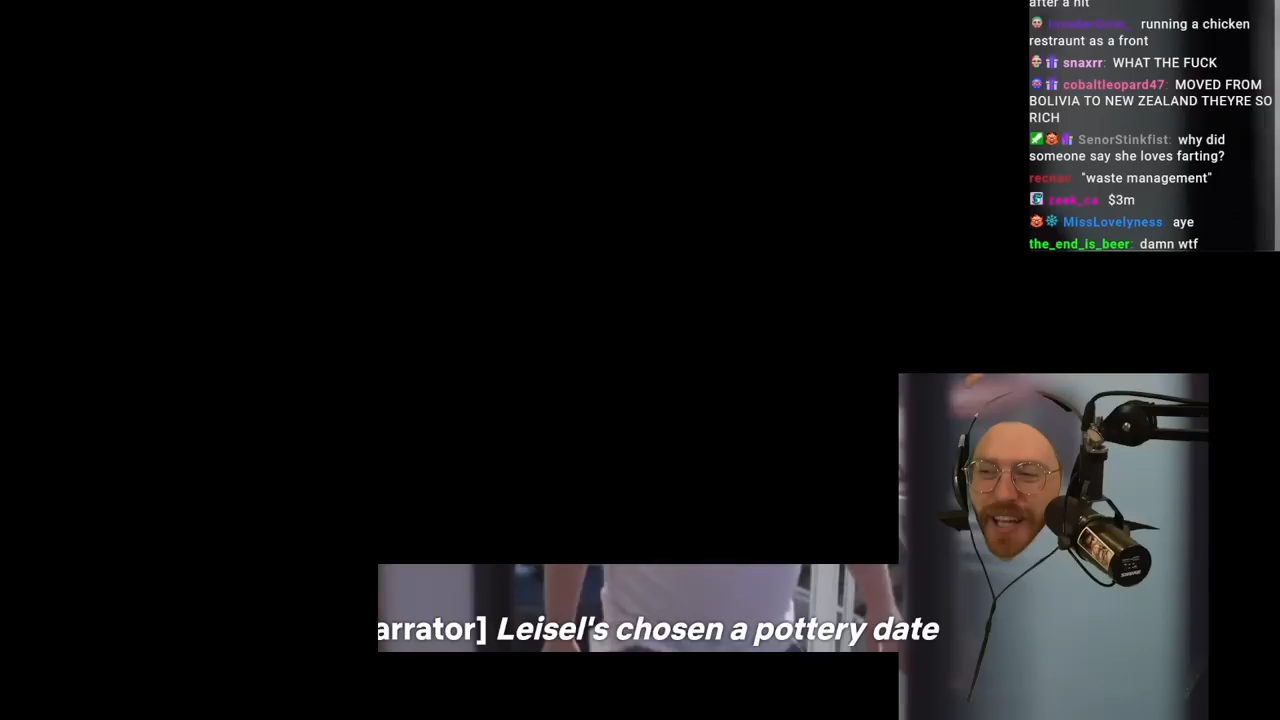 after a hit
running a chicken
restraunt as a front
snaxrr: WHAT THE FUCK
cobaltleopard47: MOVED FROM
BOLIVIA TO NEW ZEALAND THEYRE SO
RICH
SenorStinkfist: why did
someone say she loves farting?
recnac "waste management"
zeek_ca $3m
MissLovelyness aye
the_end_is_beer: damn wtf
arrator] Leisel's chosen a pottery date